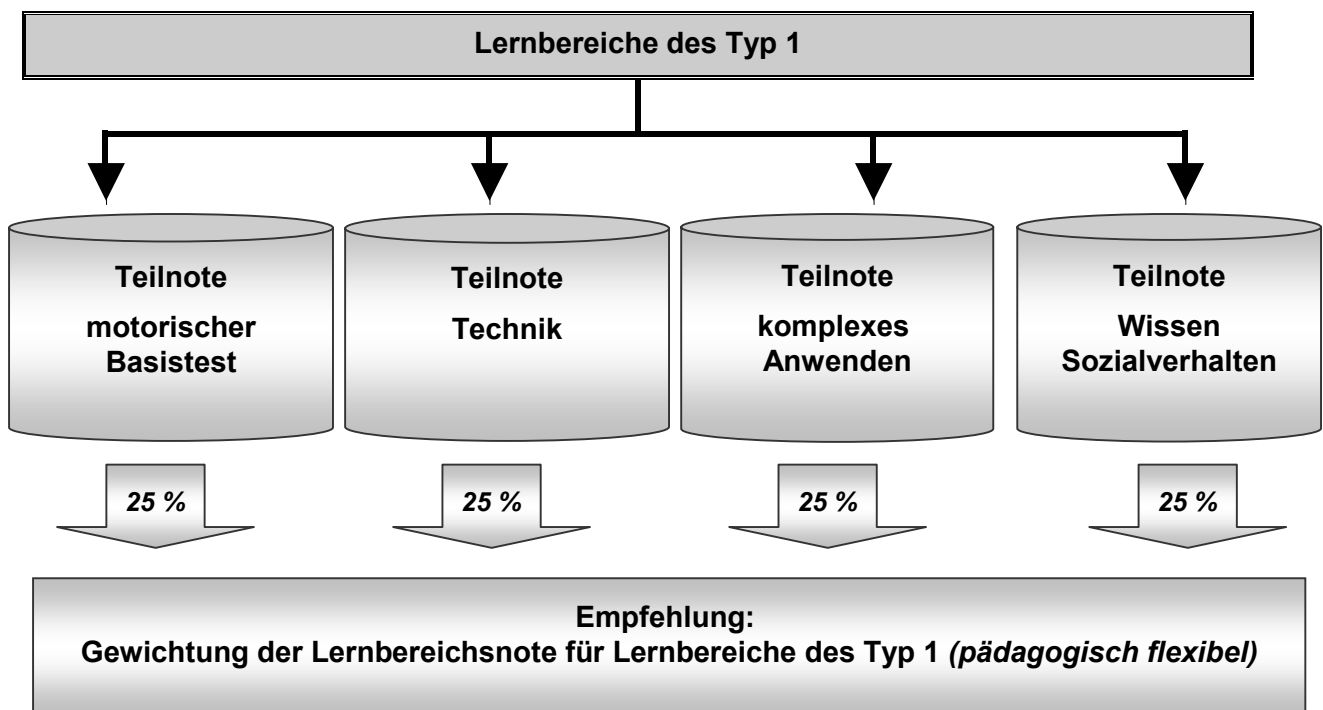 Lernbereiche des Typ 1
Teilnote
motorischer
Basistest
Teilnote
Technik
Teilnote
komplexes
Anwenden
Teilnote
Wissen
Sozialverhalten
25 %
25 %
25 %
25 %
Empfehlung:
Gewichtung der Lernbereichsnote für Lernbereiche des Typ 1 (pädagogisch flexibel)